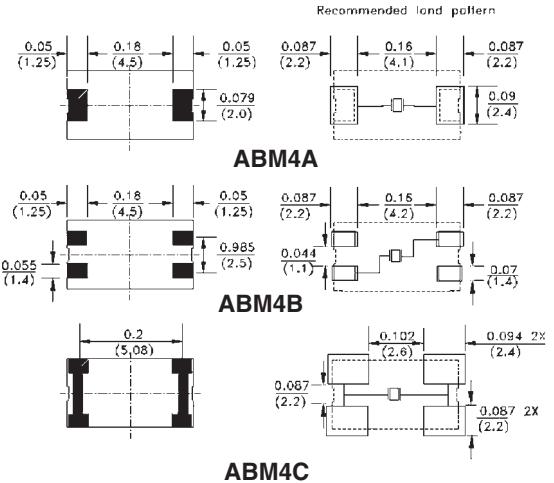 Recommended land pattern
0.05 0.18 0.05 0.087 0.16 0.087
(1.25) (4.5) (1.25) (2.2) (4.1) (2.2)
0.079 0.09
(2.0) (2.4)
ABM4A
0.05 0.18 0.05 0.087 0.16 0.087
(1.25) (4.5) (1.25) (2.2) (4.2) (2.2)
0.055 0.985 0.044 0.07
(1.4) (2.5) (1.1) (1.4)
ABM4B
0.2 0.102 0.094 2X
(5.08) (2.6) (2.4)
0.087 0.087 2X
(2.2) (2.2)
ABM4C